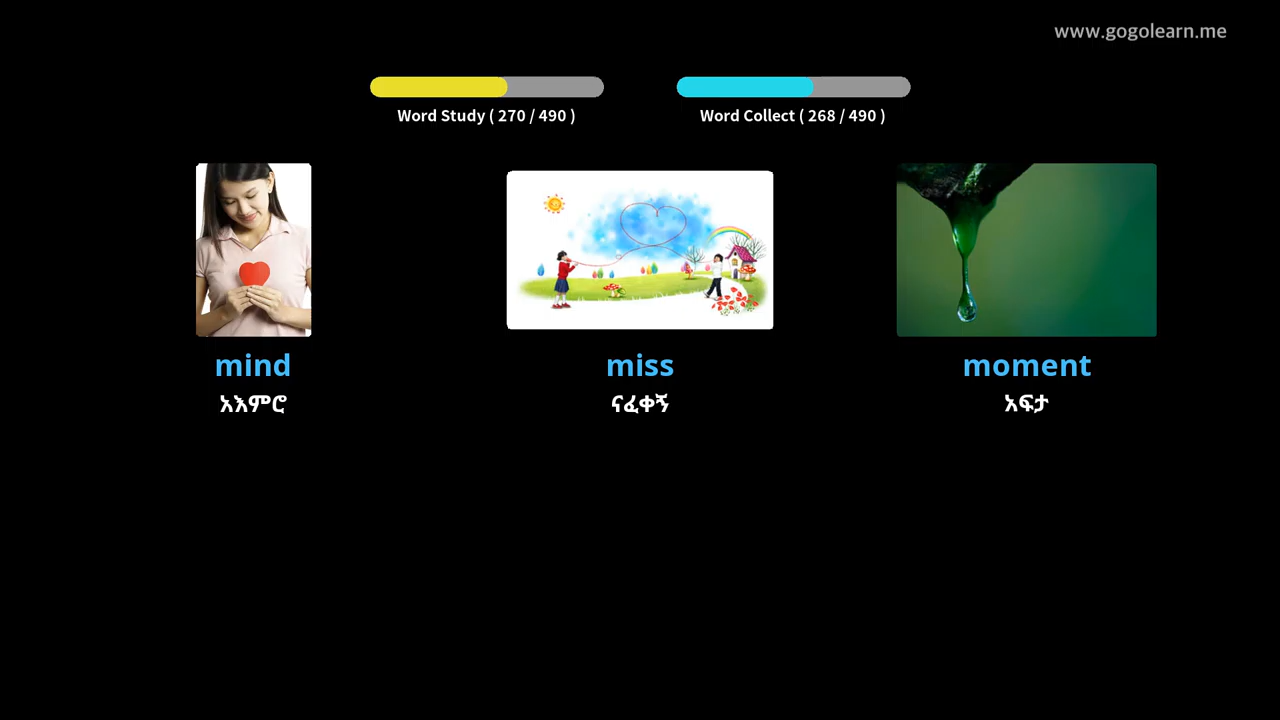 www.gogolearn.me
Word Study ( 270 / 490 )
Word Collect ( 268 / 490 )
mind
miss
moment
አእምሮ
ናፈቀኝ
አፍታ